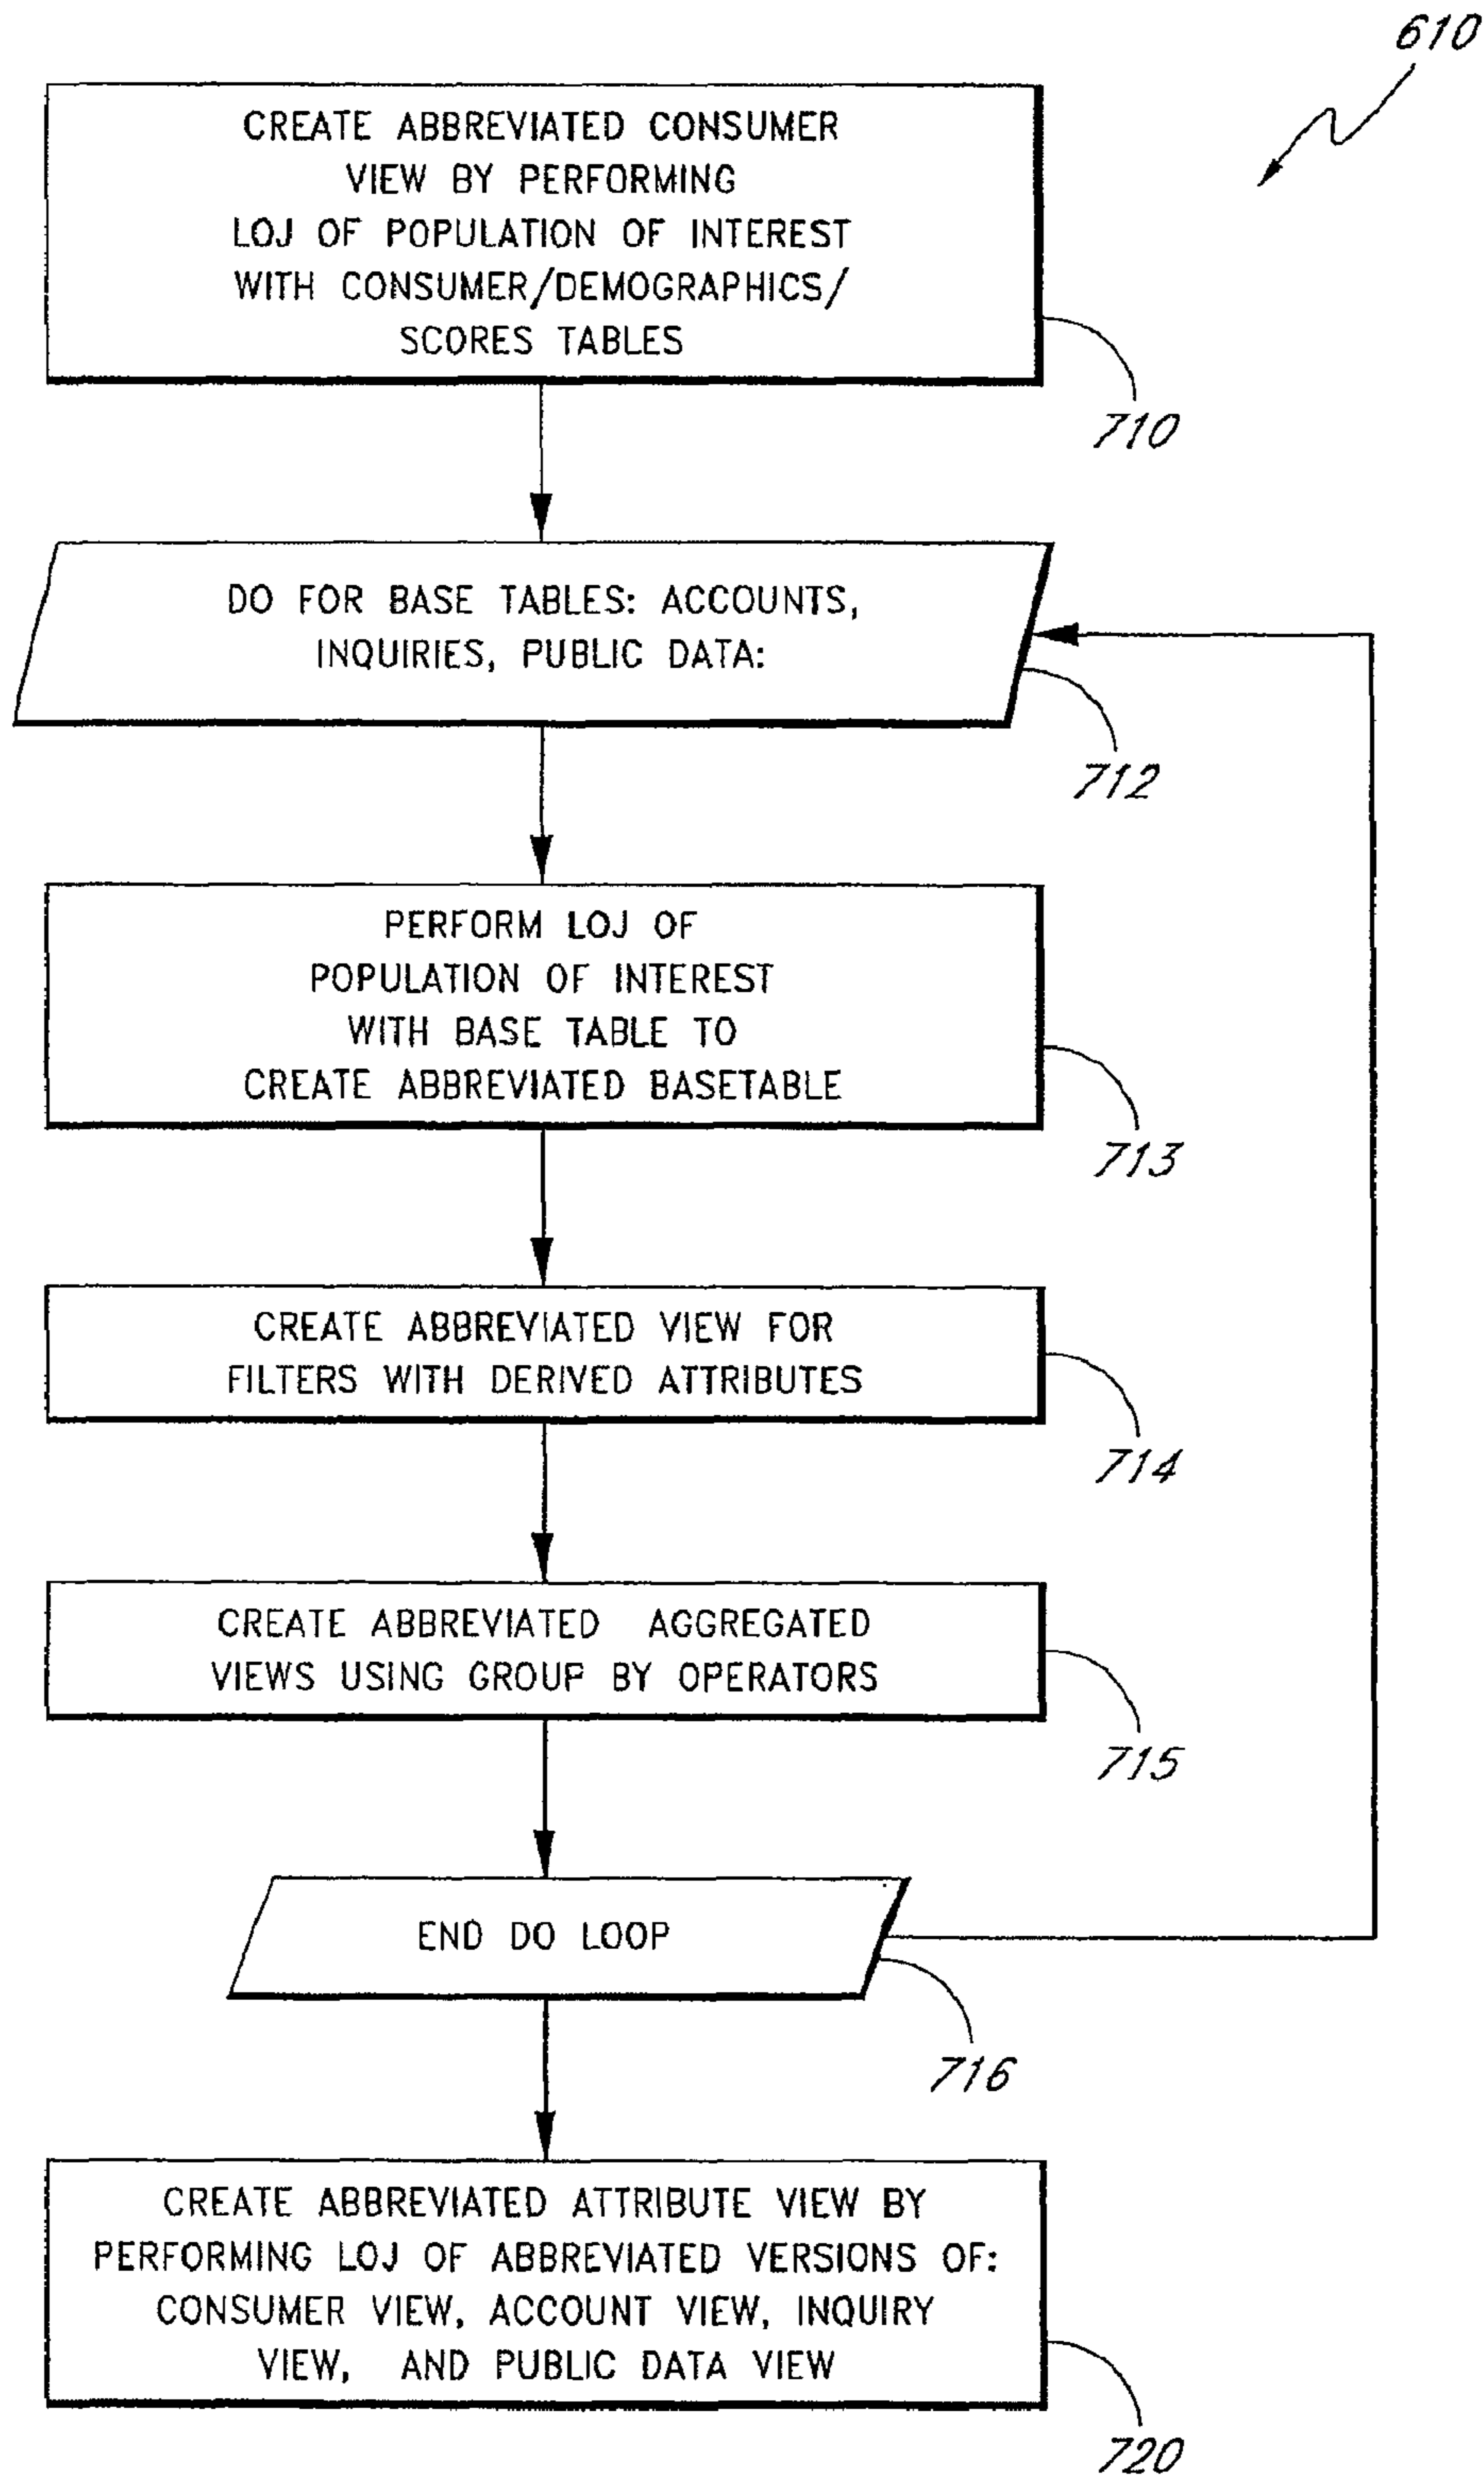 610
CREATE ABBREVIATED CONSUMER
VIEW BY PERFORMING
LOJ OF POPULATION OF INTEREST
WITH CONSUMER/DEMOGRAPHICS/
SCORES TABLES
710
DO FOR BASE TABLES: ACCOUNTS,
INQUIRIES, PUBLIC DATA:
712
PERFORM LOJ OF
POPULATION OF INTEREST
WITH BASE TABLE TO
CREATE ABBREVIATED BASETABLE
713
CREATE ABBREVIATED VIEW FOR
FILTERS WITH DERIVED ATTRIBUTES
714
CREATE ABBREVIATED AGGREGATED
VIEWS USING GROUP BY OPERATORS
715
END DO LOOP
716
CREATE ABBREVIATED ATTRIBUTE VIEW BY
PERFORMING LOJ OF ABBREVIATED VERSIONS OF:
CONSUMER VIEW, ACCOUNT VIEW, INQUIRY
VIEW, AND PUBLIC DATA VIEW
720